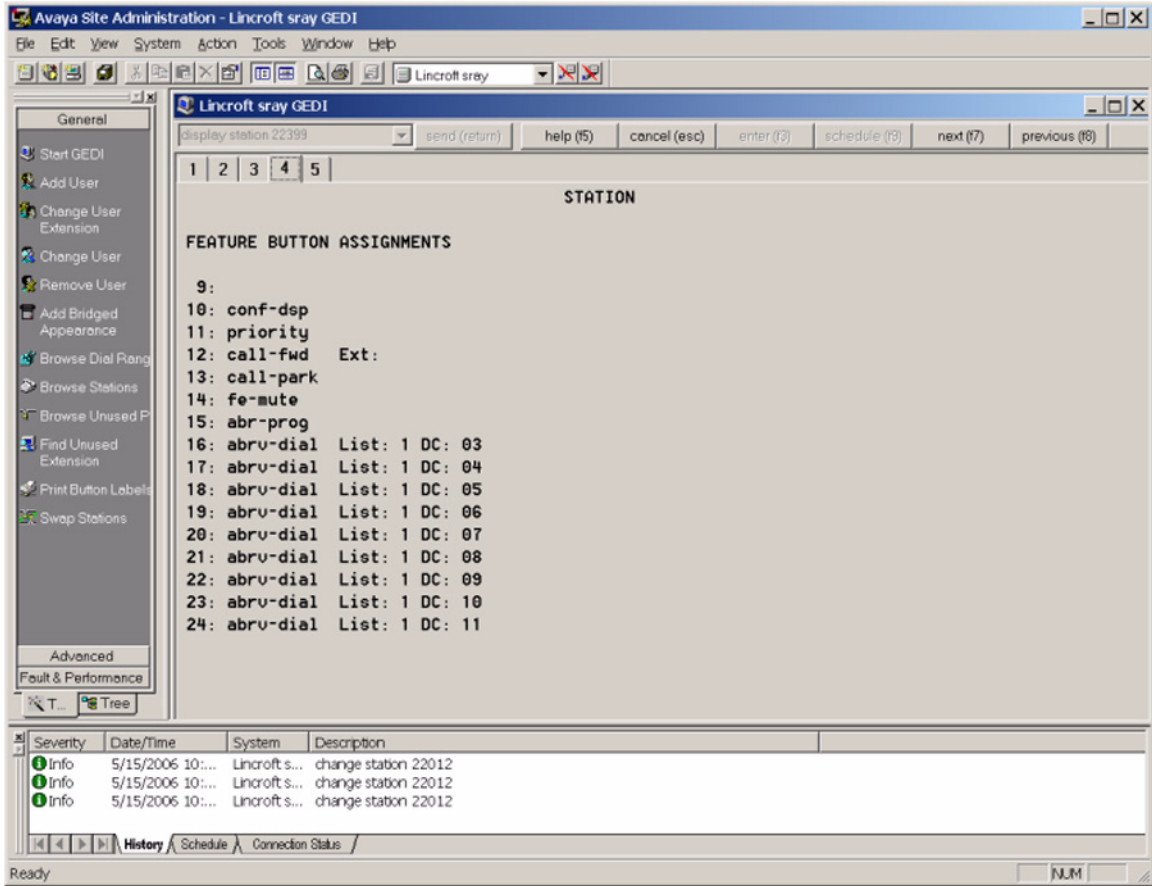 Avaya Site Administration - Lincroft sray GEDI
File Edit View System Action Tools Window Help
Lincroft sray
General
Start GEDI
Add User
Change User
Extension
Change User
Remove User
Add Bridged
Appearance
Browse Dial Rang
Browse Stations
Browse Unused P
Find Unused
Extension
Print Button Labels
Swap Stations
Advanced
Fault & Performance
T... Tree
Lincroft sray GEDI
display station 22399 send (return) help (f5) cancel (esc) enter (f3) schedule (f9) next (f7) previous (f8)
1 2 3 4 5
STATION
FEATURE BUTTON ASSIGNMENTS
9:
10: conf-dsp
11: priority
12: call-fwd Ext:
13: call-park
14: fe-mute
15: abr-prog
16: abrv-dial List: 1 DC: 03
17: abrv-dial List: 1 DC: 04
18: abrv-dial List: 1 DC: 05
19: abrv-dial List: 1 DC: 06
20: abrv-dial List: 1 DC: 07
21: abrv-dial List: 1 DC: 08
22: abrv-dial List: 1 DC: 09
23: abrv-dial List: 1 DC: 10
24: abrv-dial List: 1 DC: 11
Severity Date/Time System Description
Info 5/15/2006 10:... Lincroft s... change station 22012
Info 5/15/2006 10:... Lincroft s... change station 22012
Info 5/15/2006 10:... Lincroft s... change station 22012
History Schedule Connection Status
Ready NUM